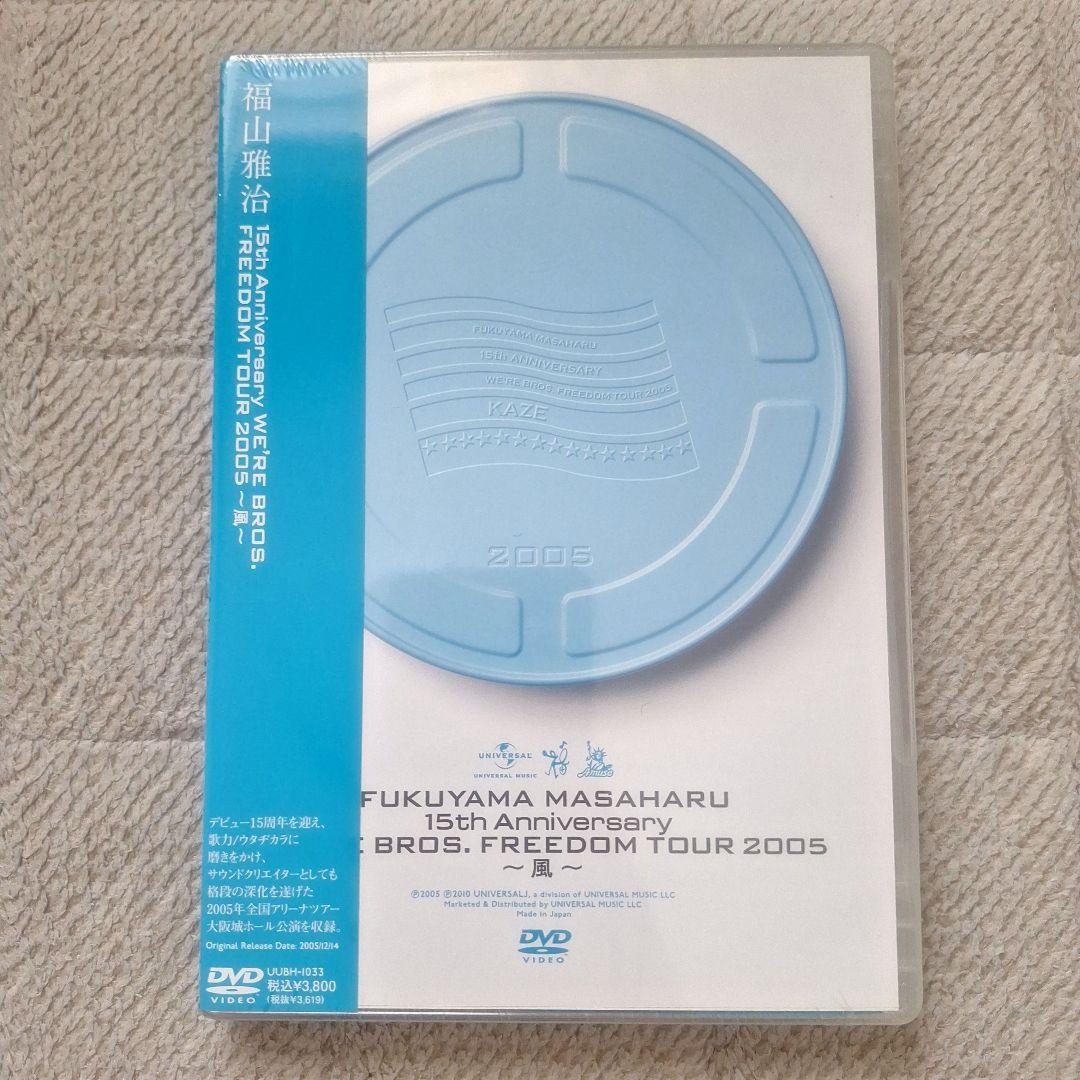 福山雅治
15th Anniversary WE'RE BROS.
FREEDOM TOUR 2005～風～
デビュー15周年を迎え、
歌力/ウタヂカラに
磨きをかけ、
サウンドクリエイターとしても
格段の深化を遂げた
2005年全国アリーナツアー
大阪城ホール公演を収録。
Original Release Date: 2005/12/14
DVD
VIDEO
UUBH-1033
税込¥3,800
(税抜¥3,619)
FUKUYAMA MASAHARU
15th ANNIVERSARY
WE'RE BROS. FREEDOM TOUR 2005
KAZE
2005
UNIVERSAL
UNIVERSAL MUSIC
福
Amuse
FUKUYAMA MASAHARU
15th Anniversary
E BROS. FREEDOM TOUR 2005
～風～
℗2005 ℗2010 UNIVERSAL J, a division of UNIVERSAL MUSIC LLC
Marketed & Distributed by UNIVERSAL MUSIC LLC
Made in Japan
DVD
VIDEO